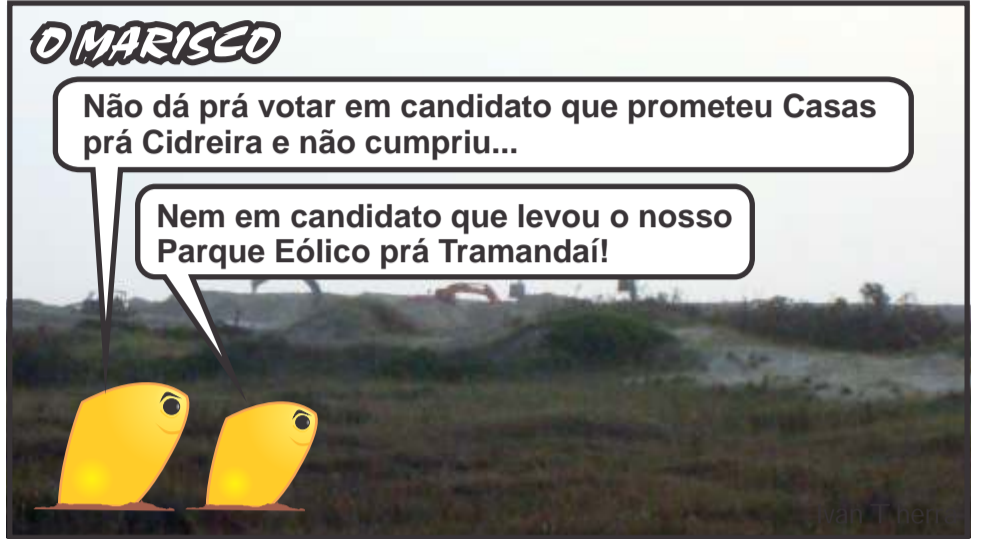 O MARISCO
Não dá prá votar em candidato que prometeu Casas
prá Cidreira e não cumpriu...
Nem em candidato que levou o nosso
Parque Eólico prá Tramandaí!